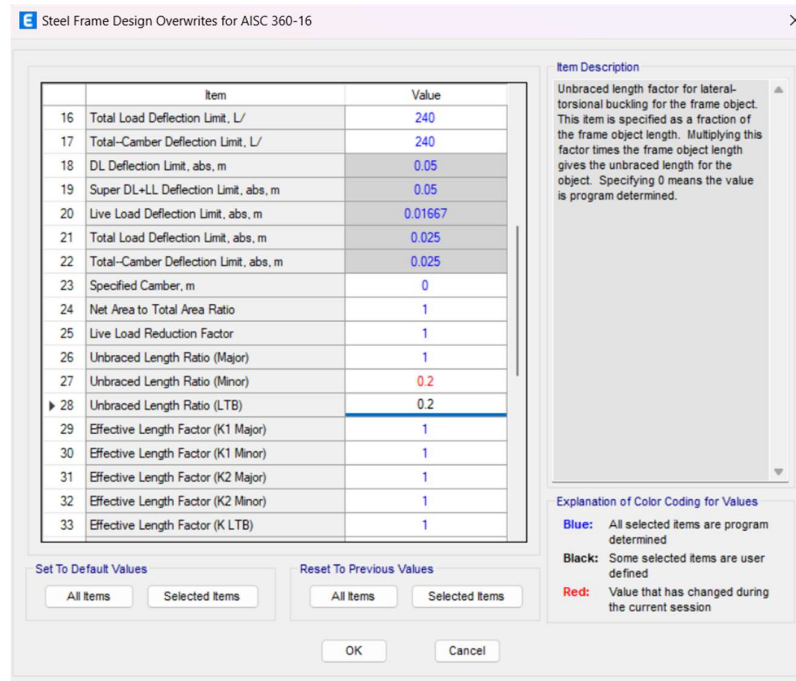 E Steel Frame Design Overwrites for AISC 360-16
Item Value
16 Total Load Deflection Limit, L/ 240
17 Total--Camber Deflection Limit, L/ 240
18 DL Deflection Limit, abs, m 0.05
19 Super DL+LL Deflection Limit, abs, m 0.05
20 Live Load Deflection Limit, abs, m 0.01667
21 Total Load Deflection Limit, abs, m 0.025
22 Total--Camber Deflection Limit, abs, m 0.025
23 Specified Camber, m 0
24 Net Area to Total Area Ratio 1
25 Live Load Reduction Factor 1
26 Unbraced Length Ratio (Major) 1
27 Unbraced Length Ratio (Minor) 0.2
28 Unbraced Length Ratio (LTB) 0.2
29 Effective Length Factor (K1 Major) 1
30 Effective Length Factor (K1 Minor) 1
31 Effective Length Factor (K2 Major) 1
32 Effective Length Factor (K2 Minor) 1
33 Effective Length Factor (K LTB) 1
Item Description
Unbraced length factor for lateral-
torsional buckling for the frame object.
This item is specified as a fraction of
the frame object length. Multiplying this
factor times the frame object length
gives the unbraced length for the
object. Specifying 0 means the value
is program determined.
Explanation of Color Coding for Values
Blue: All selected items are program
determined
Black: Some selected items are user
defined
Red: Value that has changed during
the current session
Set To Default Values
All Items Selected Items
Reset To Previous Values
All Items Selected Items
OK Cancel